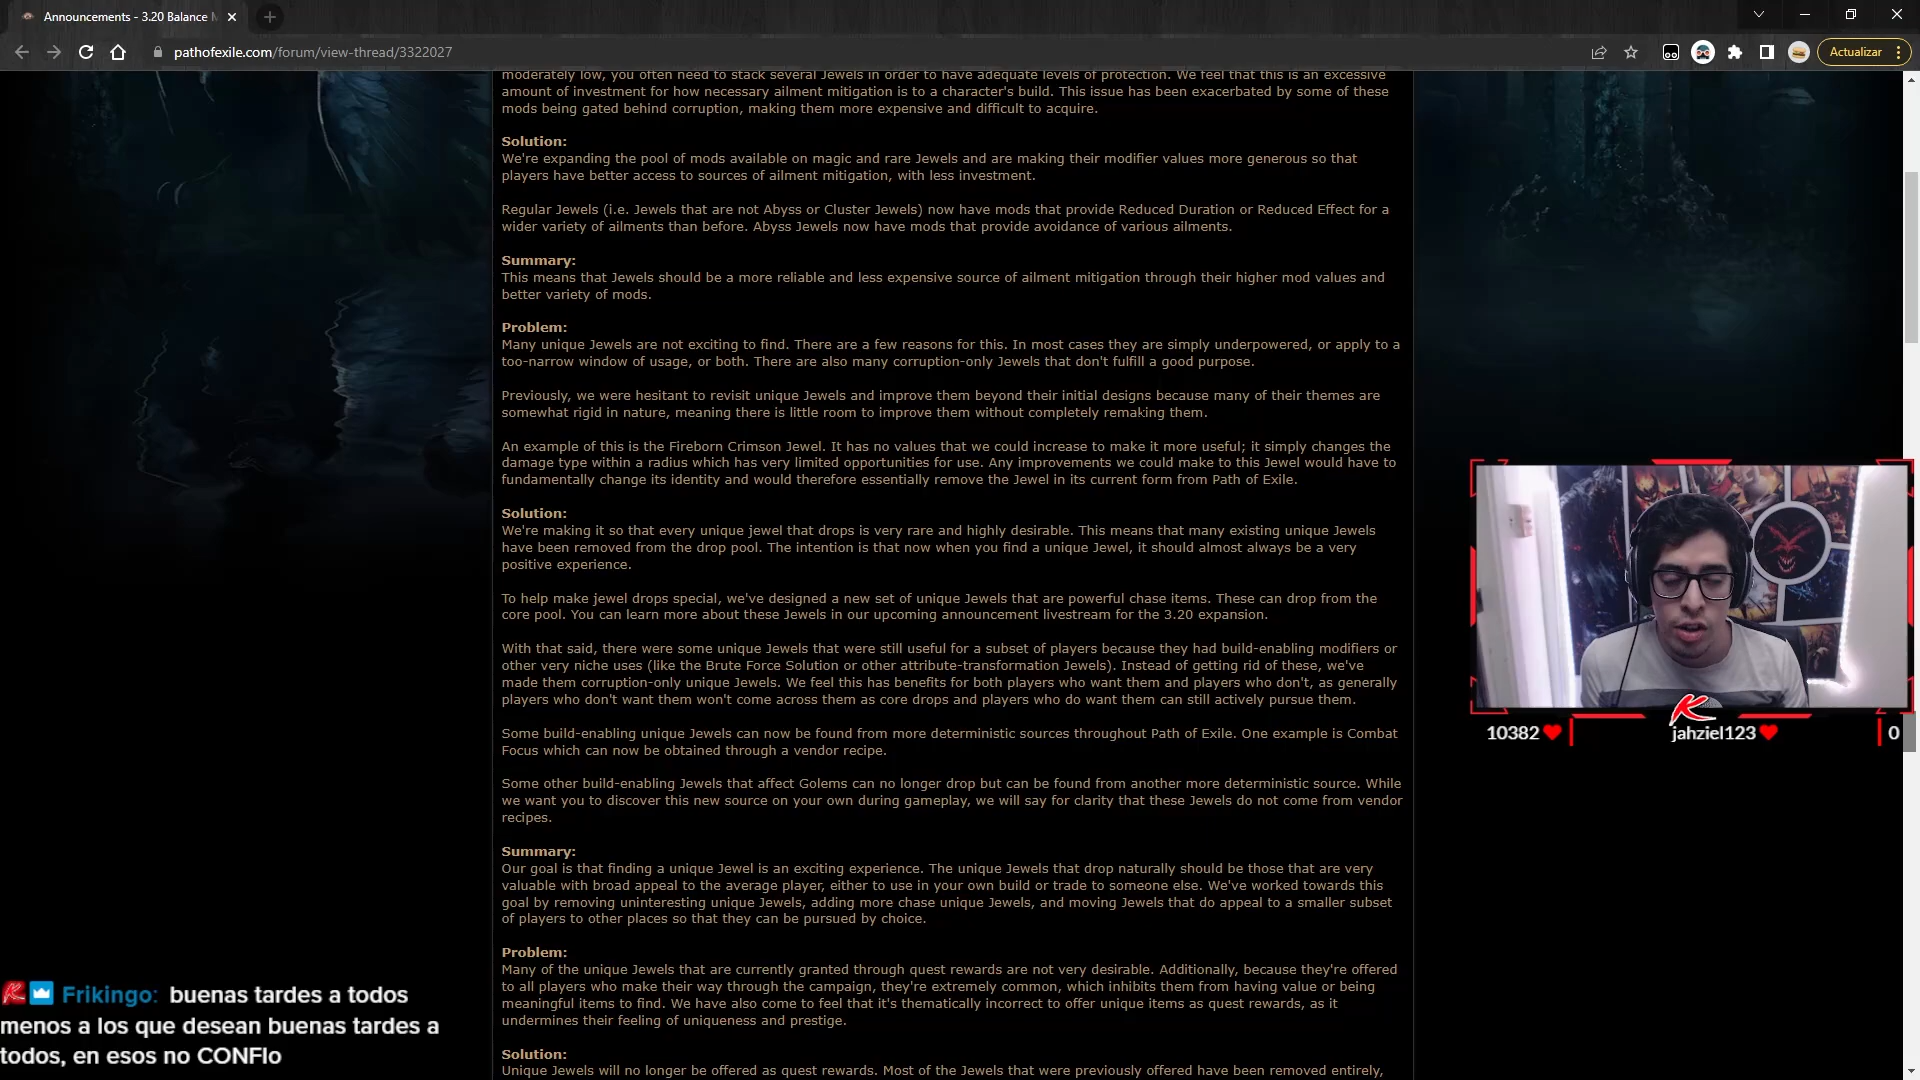 Announcements - 3.20 Balance M
pathofexile.com/forum/view-thread/3322027
Actualizar
moderately low, you often need to stack several Jewels in order to have adequate levels of protection. We feel that this is an excessive
amount of investment for how necessary ailment mitigation is to a character's build. This issue has been exacerbated by some of these
mods being gated behind corruption, making them more expensive and difficult to acquire.
Solution:
We're expanding the pool of mods available on magic and rare Jewels and are making their modifier values more generous so that
players have better access to sources of ailment mitigation, with less investment.
Regular Jewels (i.e. Jewels that are not Abyss or Cluster Jewels) now have mods that provide Reduced Duration or Reduced Effect for a
wider variety of ailments than before. Abyss Jewels now have mods that provide avoidance of various ailments.
Summary:
This means that Jewels should be a more reliable and less expensive source of ailment mitigation through their higher mod values and
better variety of mods.
Problem:
Many unique Jewels are not exciting to find. There are a few reasons for this. In most cases they are simply underpowered, or apply to a
too-narrow window of usage, or both. There are also many corruption-only Jewels that don't fulfill a good purpose.
Previously, we were hesitant to revisit unique Jewels and improve them beyond their initial designs because many of their themes are
somewhat rigid in nature, meaning there is little room to improve them without completely remaking them.
An example of this is the Fireborn Crimson Jewel. It has no values that we could increase to make it more useful; it simply changes the
damage type within a radius which has very limited opportunities for use. Any improvements we could make to this Jewel would have to
fundamentally change its identity and would therefore essentially remove the Jewel in its current form from Path of Exile.
Solution:
We're making it so that every unique jewel that drops is very rare and highly desirable. This means that many existing unique Jewels
have been removed from the drop pool. The intention is that now when you find a unique Jewel, it should almost always be a very
positive experience.
To help make jewel drops special, we've designed a new set of unique Jewels that are powerful chase items. These can drop from the
core pool. You can learn more about these Jewels in our upcoming announcement livestream for the 3.20 expansion.
With that said, there were some unique Jewels that were still useful for a subset of players because they had build-enabling modifiers or
other very niche uses (like the Brute Force Solution or other attribute-transformation Jewels). Instead of getting rid of these, we've
made them corruption-only unique Jewels. We feel this has benefits for both players who want them and players who don't, as generally
players who don't want them won't come across them as core drops and players who do want them can still actively pursue them.
Some build-enabling unique Jewels can now be found from more deterministic sources throughout Path of Exile. One example is Combat
Focus which can now be obtained through a vendor recipe.
Some other build-enabling Jewels that affect Golems can no longer drop but can be found from another more deterministic source. While
we want you to discover this new source on your own during gameplay, we will say for clarity that these Jewels do not come from vendor
recipes.
Summary:
Our goal is that finding a unique Jewel is an exciting experience. The unique Jewels that drop naturally should be those that are very
valuable with broad appeal to the average player, either to use in your own build or trade to someone else. We've worked towards this
goal by removing uninteresting unique Jewels, adding more chase unique Jewels, and moving Jewels that do appeal to a smaller subset
of players to other places so that they can be pursued by choice.
Problem:
Many of the unique Jewels that are currently granted through quest rewards are not very desirable. Additionally, because they're offered
to all players who make their way through the campaign, they're extremely common, which inhibits them from having value or being
meaningful items to find. We have also come to feel that it's thematically incorrect to offer unique items as quest rewards, as it
undermines their feeling of uniqueness and prestige.
Solution:
Unique Jewels will no longer be offered as quest rewards. Most of the Jewels that were previously offered have been removed entirely,
K
10382 jahziel123 0
Frikingo: buenas tardes a todos
menos a los que desean buenas tardes a
todos, en esos no CONFIo